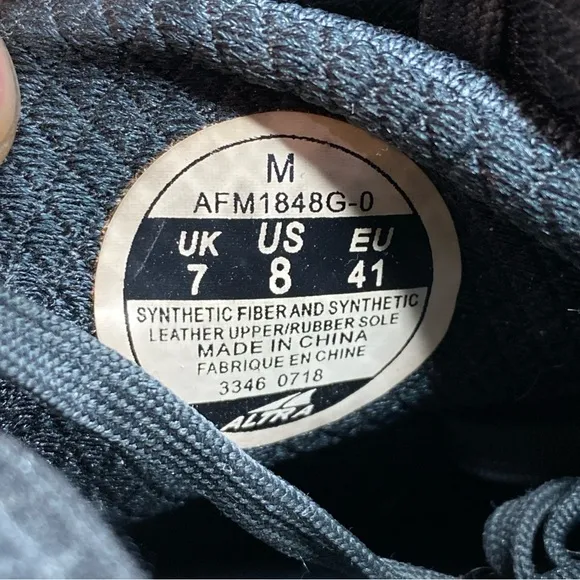 M
AFM1848G-0
UK US EU
7 8 41
SYNTHETIC FIBER AND SYNTHETIC
LEATHER UPPER/RUBBER SOLE
MADE IN CHINA
FABRIQUE EN CHINE
3346 0718
ALTRA